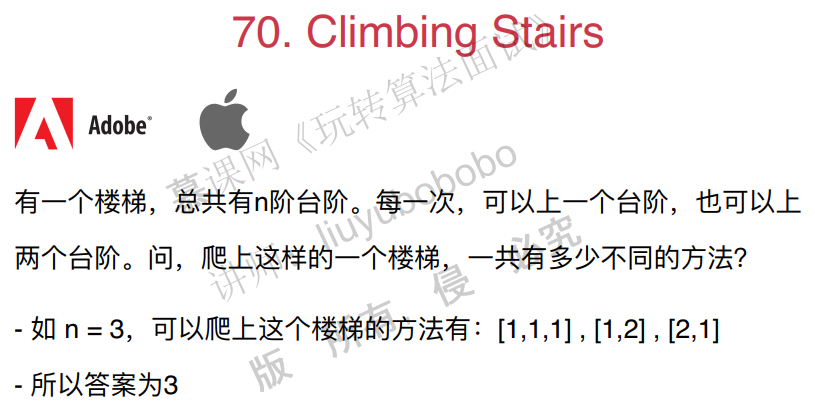 70. Climbing Stairs
Adobe®
有一个楼梯，总共有n阶台阶。每一次，可以上一个台阶，也可以上
两个台阶。问，爬上这样的一个楼梯，一共有多少不同的方法?
- 如 n = 3，可以爬上这个楼梯的方法有：[1,1,1] , [1,2] , [2,1]
- 所以答案为3
慕课网《玩转算法面试》
讲师 liuyubobobo
版 所有，侵 必究